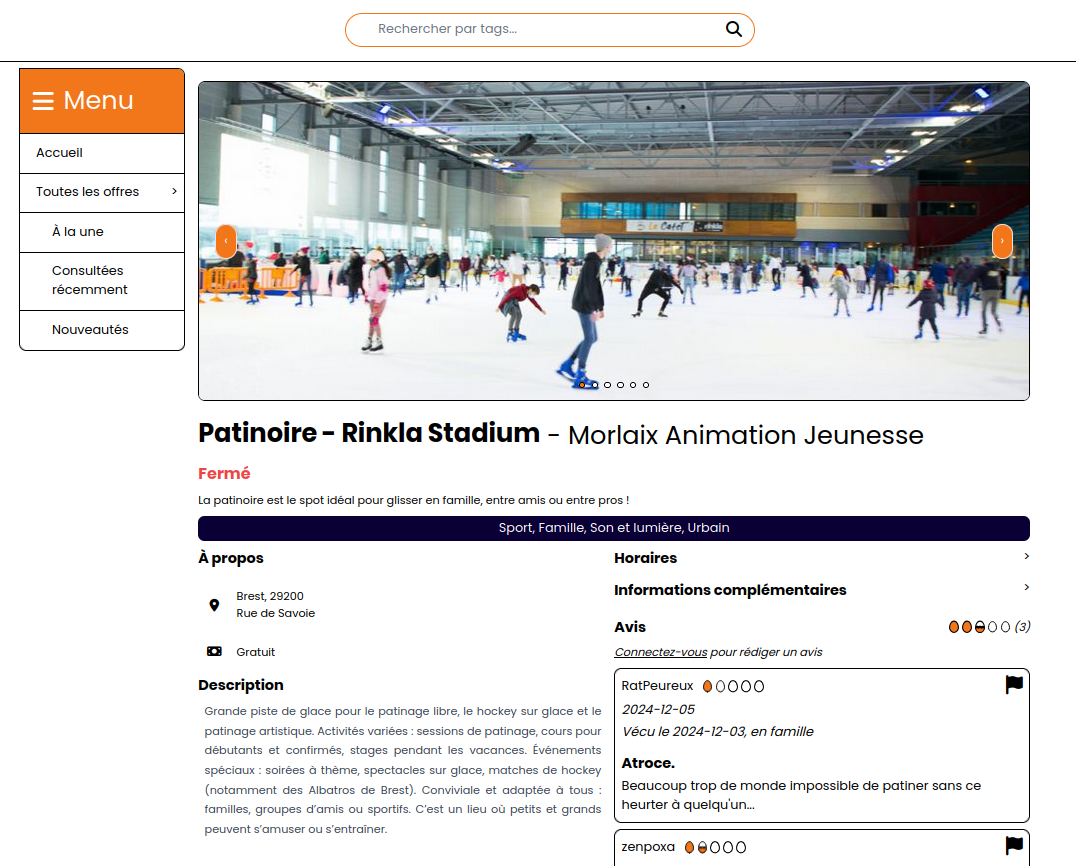 Rechercher par tags...
Menu
Accueil
Toutes les offres
À la une
Consultées
récemment
Nouveautés
Le Café
rinkla
Patinoire - Rinkla Stadium - Morlaix Animation Jeunesse
Fermé
La patinoire est le spot idéal pour glisser en famille, entre amis ou entre pros !
Sport, Famille, Son et lumière, Urbain
À propos
Brest, 29200
Rue de Savoie
Gratuit
Description
Grande piste de glace pour le patinage libre, le hockey sur glace et le
patinage artistique. Activités variées : sessions de patinage, cours pour
débutants et confirmés, stages pendant les vacances. Événements
spéciaux : soirées à thème, spectacles sur glace, matches de hockey
(notamment des Albatros de Brest). Conviviale et adaptée à tous :
familles, groupes d’amis ou sportifs. C’est un lieu où petits et grands
peuvent s’amuser ou s’entraîner.
Horaires
Informations complémentaires
Avis (3)
Connectez-vous pour rédiger un avis
RatPeureux
2024-12-05
Vécu le 2024-12-03, en famille
Atroce.
Beaucoup trop de monde impossible de patiner sans ce
heurter à quelqu'un...
zenpoxa